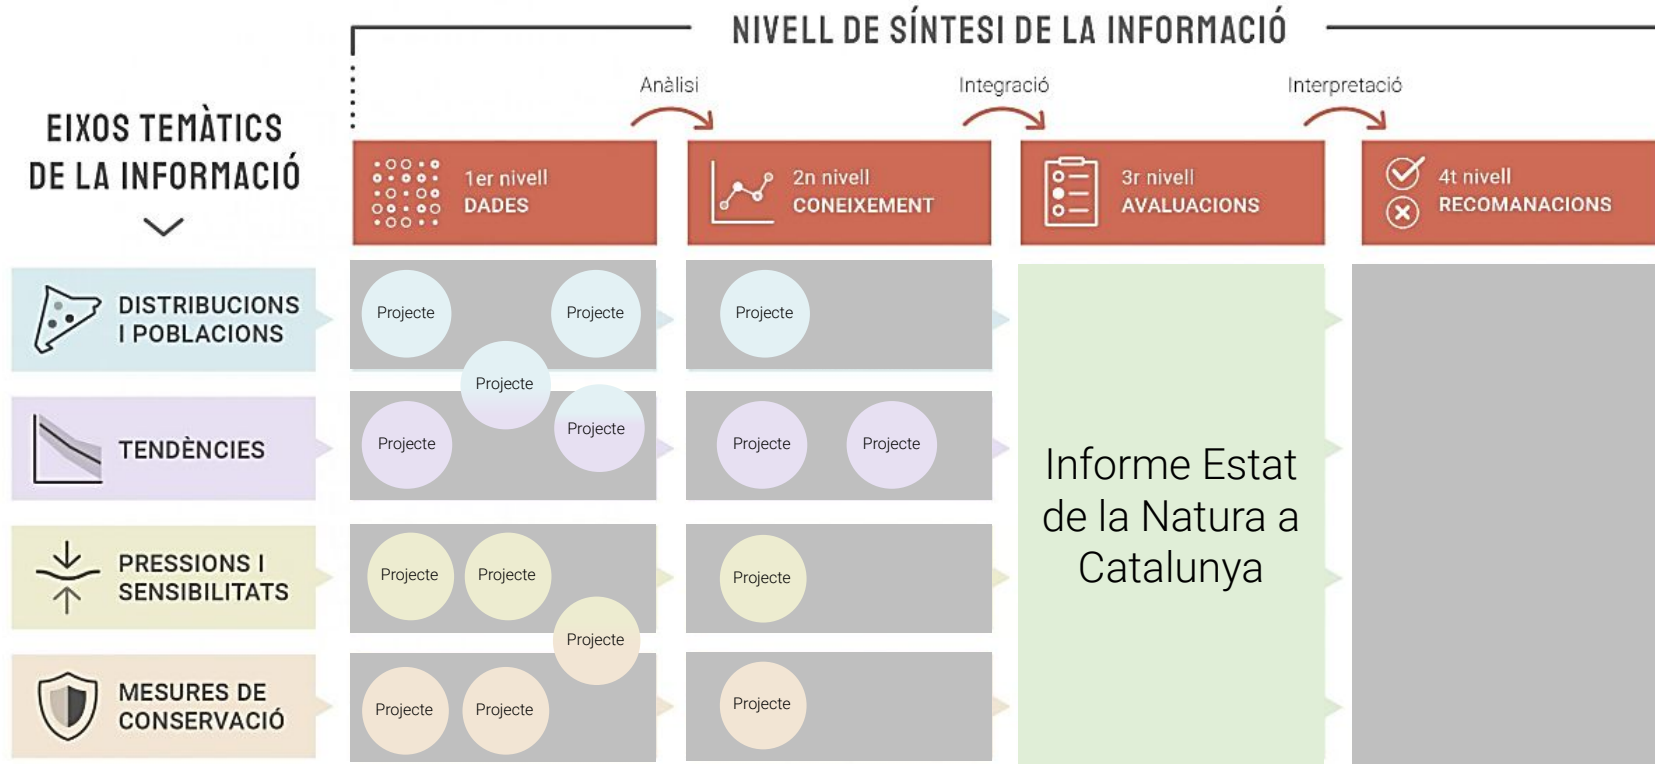 NIVELL DE SÍNTESI DE LA INFORMACIÓ
Anàlisi
Integració
Interpretació
EIXOS TEMÀTICS
DE LA INFORMACIÓ
1er nivell
DADES
2n nivell
CONEIXEMENT
3r nivell
AVALUACIONS
4t nivell
RECOMANACIONS
DISTRIBUCIONS
I POBLACIONS
Projecte
Projecte
Projecte
Projecte
Projecte
TENDÈNCIES
Projecte
Projecte
Projecte
PRESSIONS I
SENSIBILITATS
Projecte
Projecte
Projecte
Projecte
MESURES DE
CONSERVACIÓ
Projecte
Projecte
Projecte
Informe Estat
de la Natura a
Catalunya